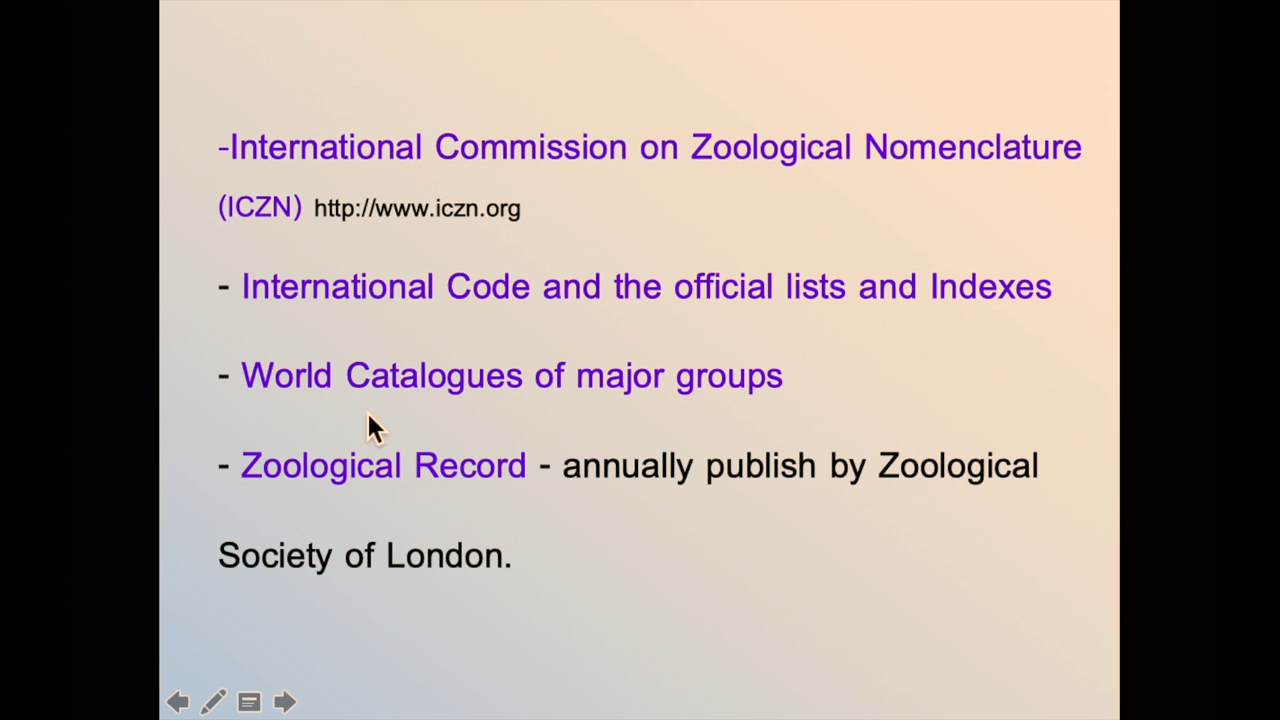 -International Commission on Zoological Nomenclature
(ICZN) http://www.iczn.org
- International Code and the official lists and Indexes
- World Catalogues of major groups
- Zoological Record - annually publish by Zoological
Society of London.